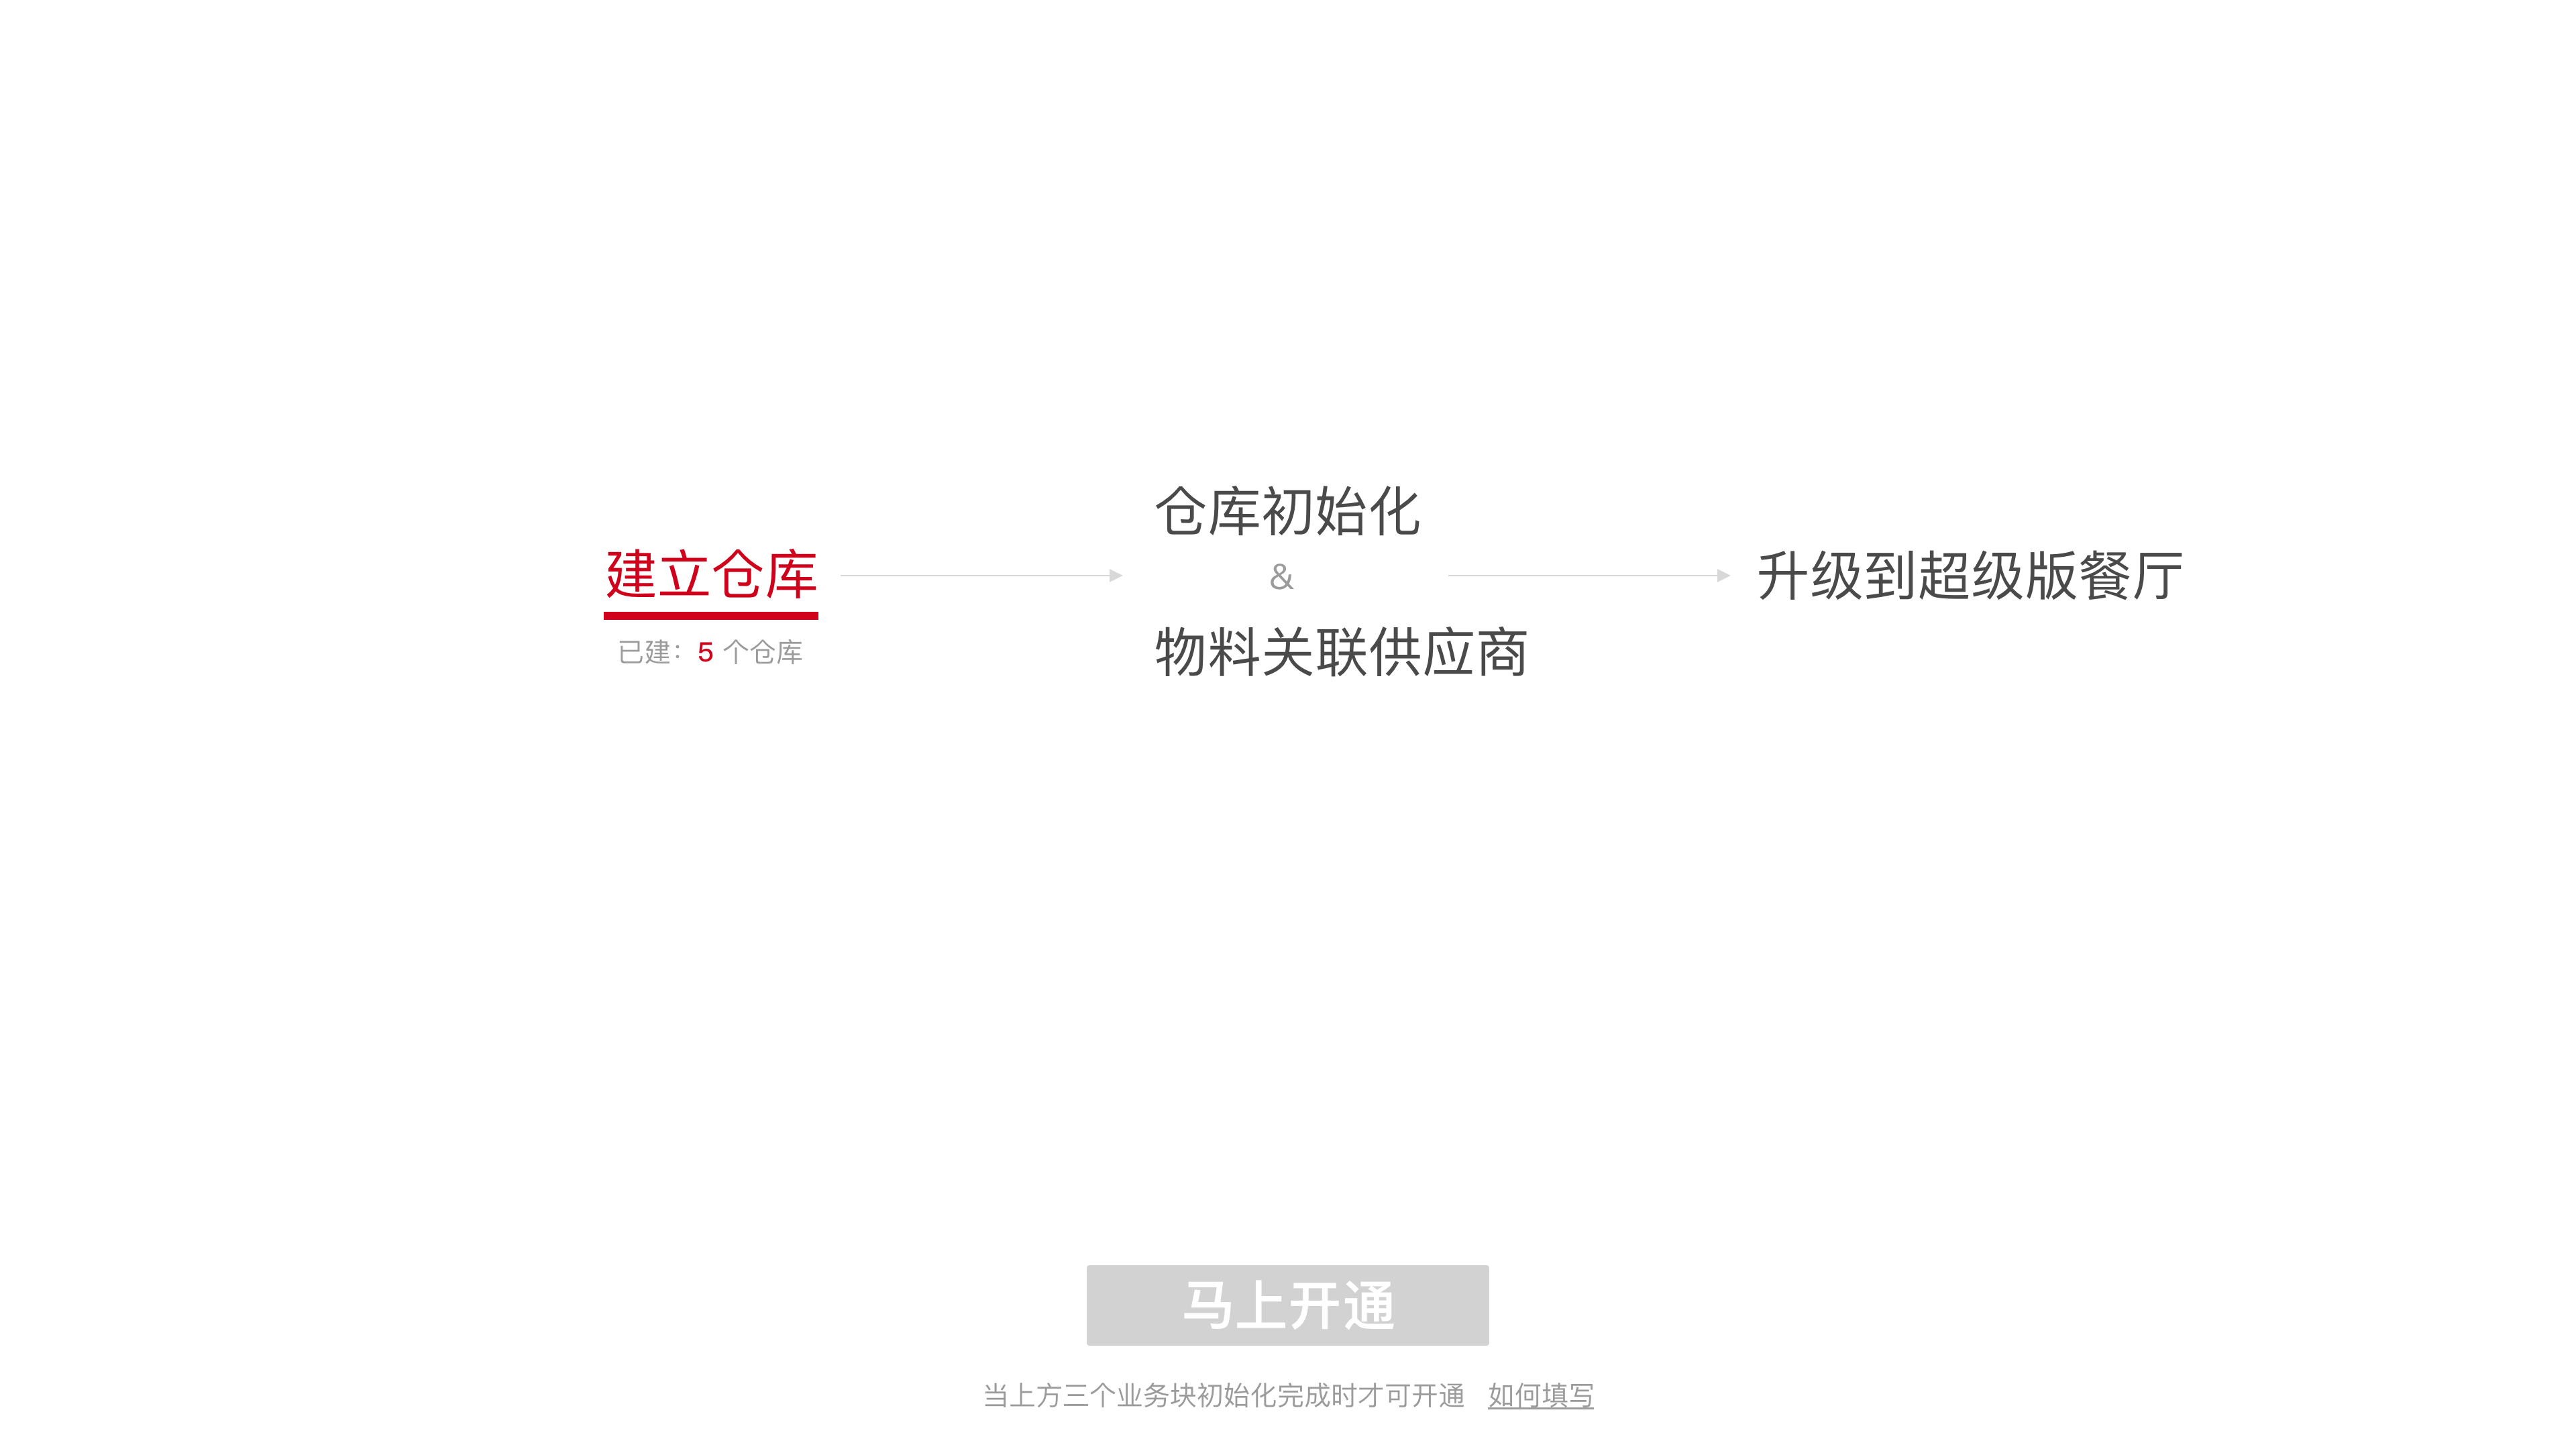 建立仓库
已建：5 个仓库
仓库初始化
&
物料关联供应商
升级到超级版餐厅
马上开通
当上方三个业务块初始化完成时才可开通 如何填写